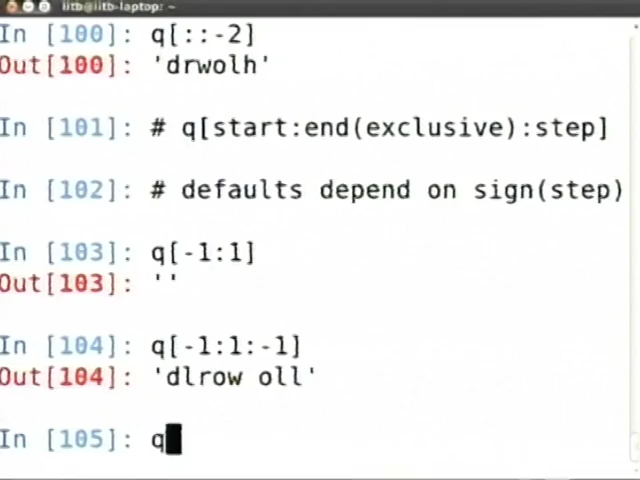 iitb@iitb-laptop: ~
In [100]: q[::-2]
Out[100]: 'drwolh'
In [101]: # q[start:end(exclusive):step]
In [102]: # defaults depend on sign(step)
In [103]: q[-1:1]
Out[103]: ''
In [104]: q[-1:1:-1]
Out[104]: 'dlrow oll'
In [105]: q